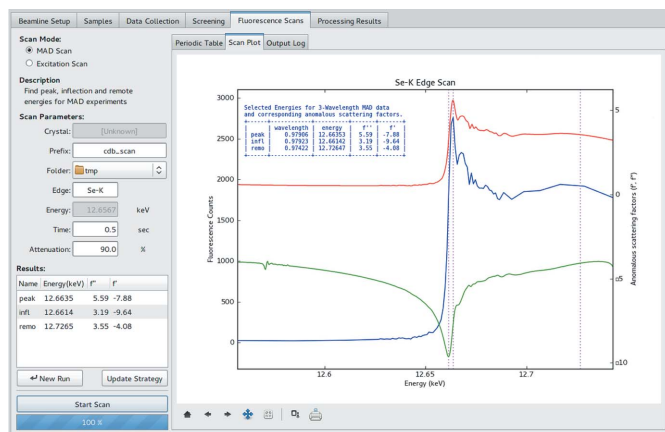 Beamline Setup Samples Data Collection Screening Fluorescence Scans Processing Results
Scan Mode:
MAD Scan
Excitation Scan
Description
Find peak, inflection and remote
energies for MAD experiments
Scan Parameters:
Crystal: [Unknown]
Prefix: cdb_scan
Folder: tmp
Edge: Se-K
Energy: 12.6567 keV
Time: 0.5 sec
Attenuation: 90.0 %
Results:
Name Energy(keV) f'' f'
peak 12.6635 5.59 -7.88
infl 12.6614 3.19 -9.64
remo 12.7265 3.55 -4.08
New Run Update Strategy
Start Scan
100 %
Periodic Table Scan Plot Output Log
Se-K Edge Scan
Selected Energies for 3-Wavelength MAD data
and corresponding anomalous scattering factors.
| | wavelength | energy | f'' | f' |
| peak | 0.97906 | 12.66353 | 5.59 | -7.88 |
| infl | 0.97923 | 12.66142 | 3.19 | -9.64 |
| remo | 0.97422 | 12.72647 | 3.55 | -4.08 |
3000
2500
2000
1500
1000
500
0
Fluorescence Counts
5
0
¤5
¤10
Anomalous scattering factors (f', f'')
12.6 12.65 12.7
Energy (keV)